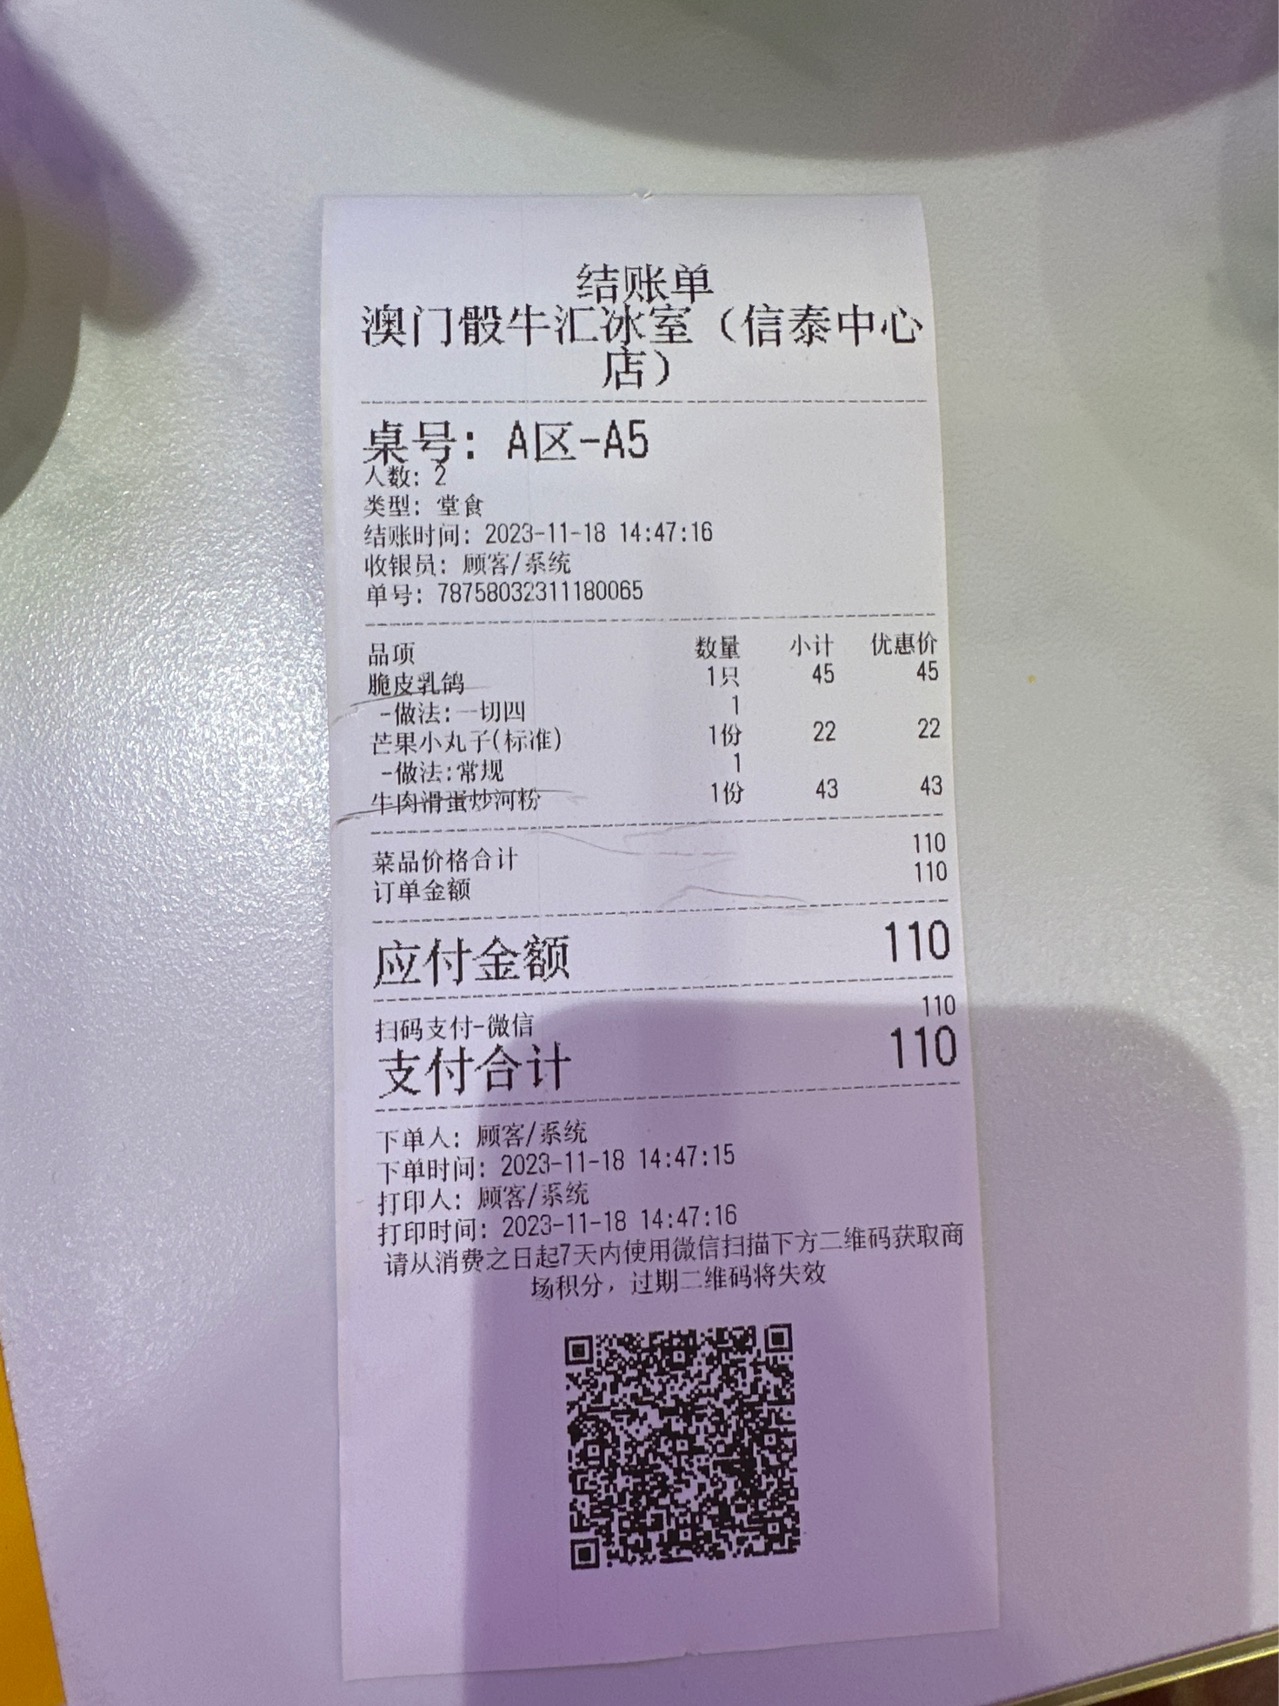 结账单
澳门骰牛汇冰室（信泰中心
店）
桌号：A区-A5
人数：2
类型：堂食
结账时间：2023-11-18 14:47:16
收银员：顾客/系统
单号：78758032311180065
品项 数量 小计 优惠价
脆皮乳鸽 1只 45 45
-做法:一切四 1
芒果小丸子(标准) 1份 22 22
-做法:常规 1
牛肉滑蛋炒河粉 1份 43 43
菜品价格合计 110
订单金额 110
应付金额 110
扫码支付-微信 110
支付合计 110
下单人：顾客/系统
下单时间：2023-11-18 14:47:15
打印人：顾客/系统
打印时间：2023-11-18 14:47:16
请从消费之日起7天内使用微信扫描下方二维码获取商
场积分，过期二维码将失效